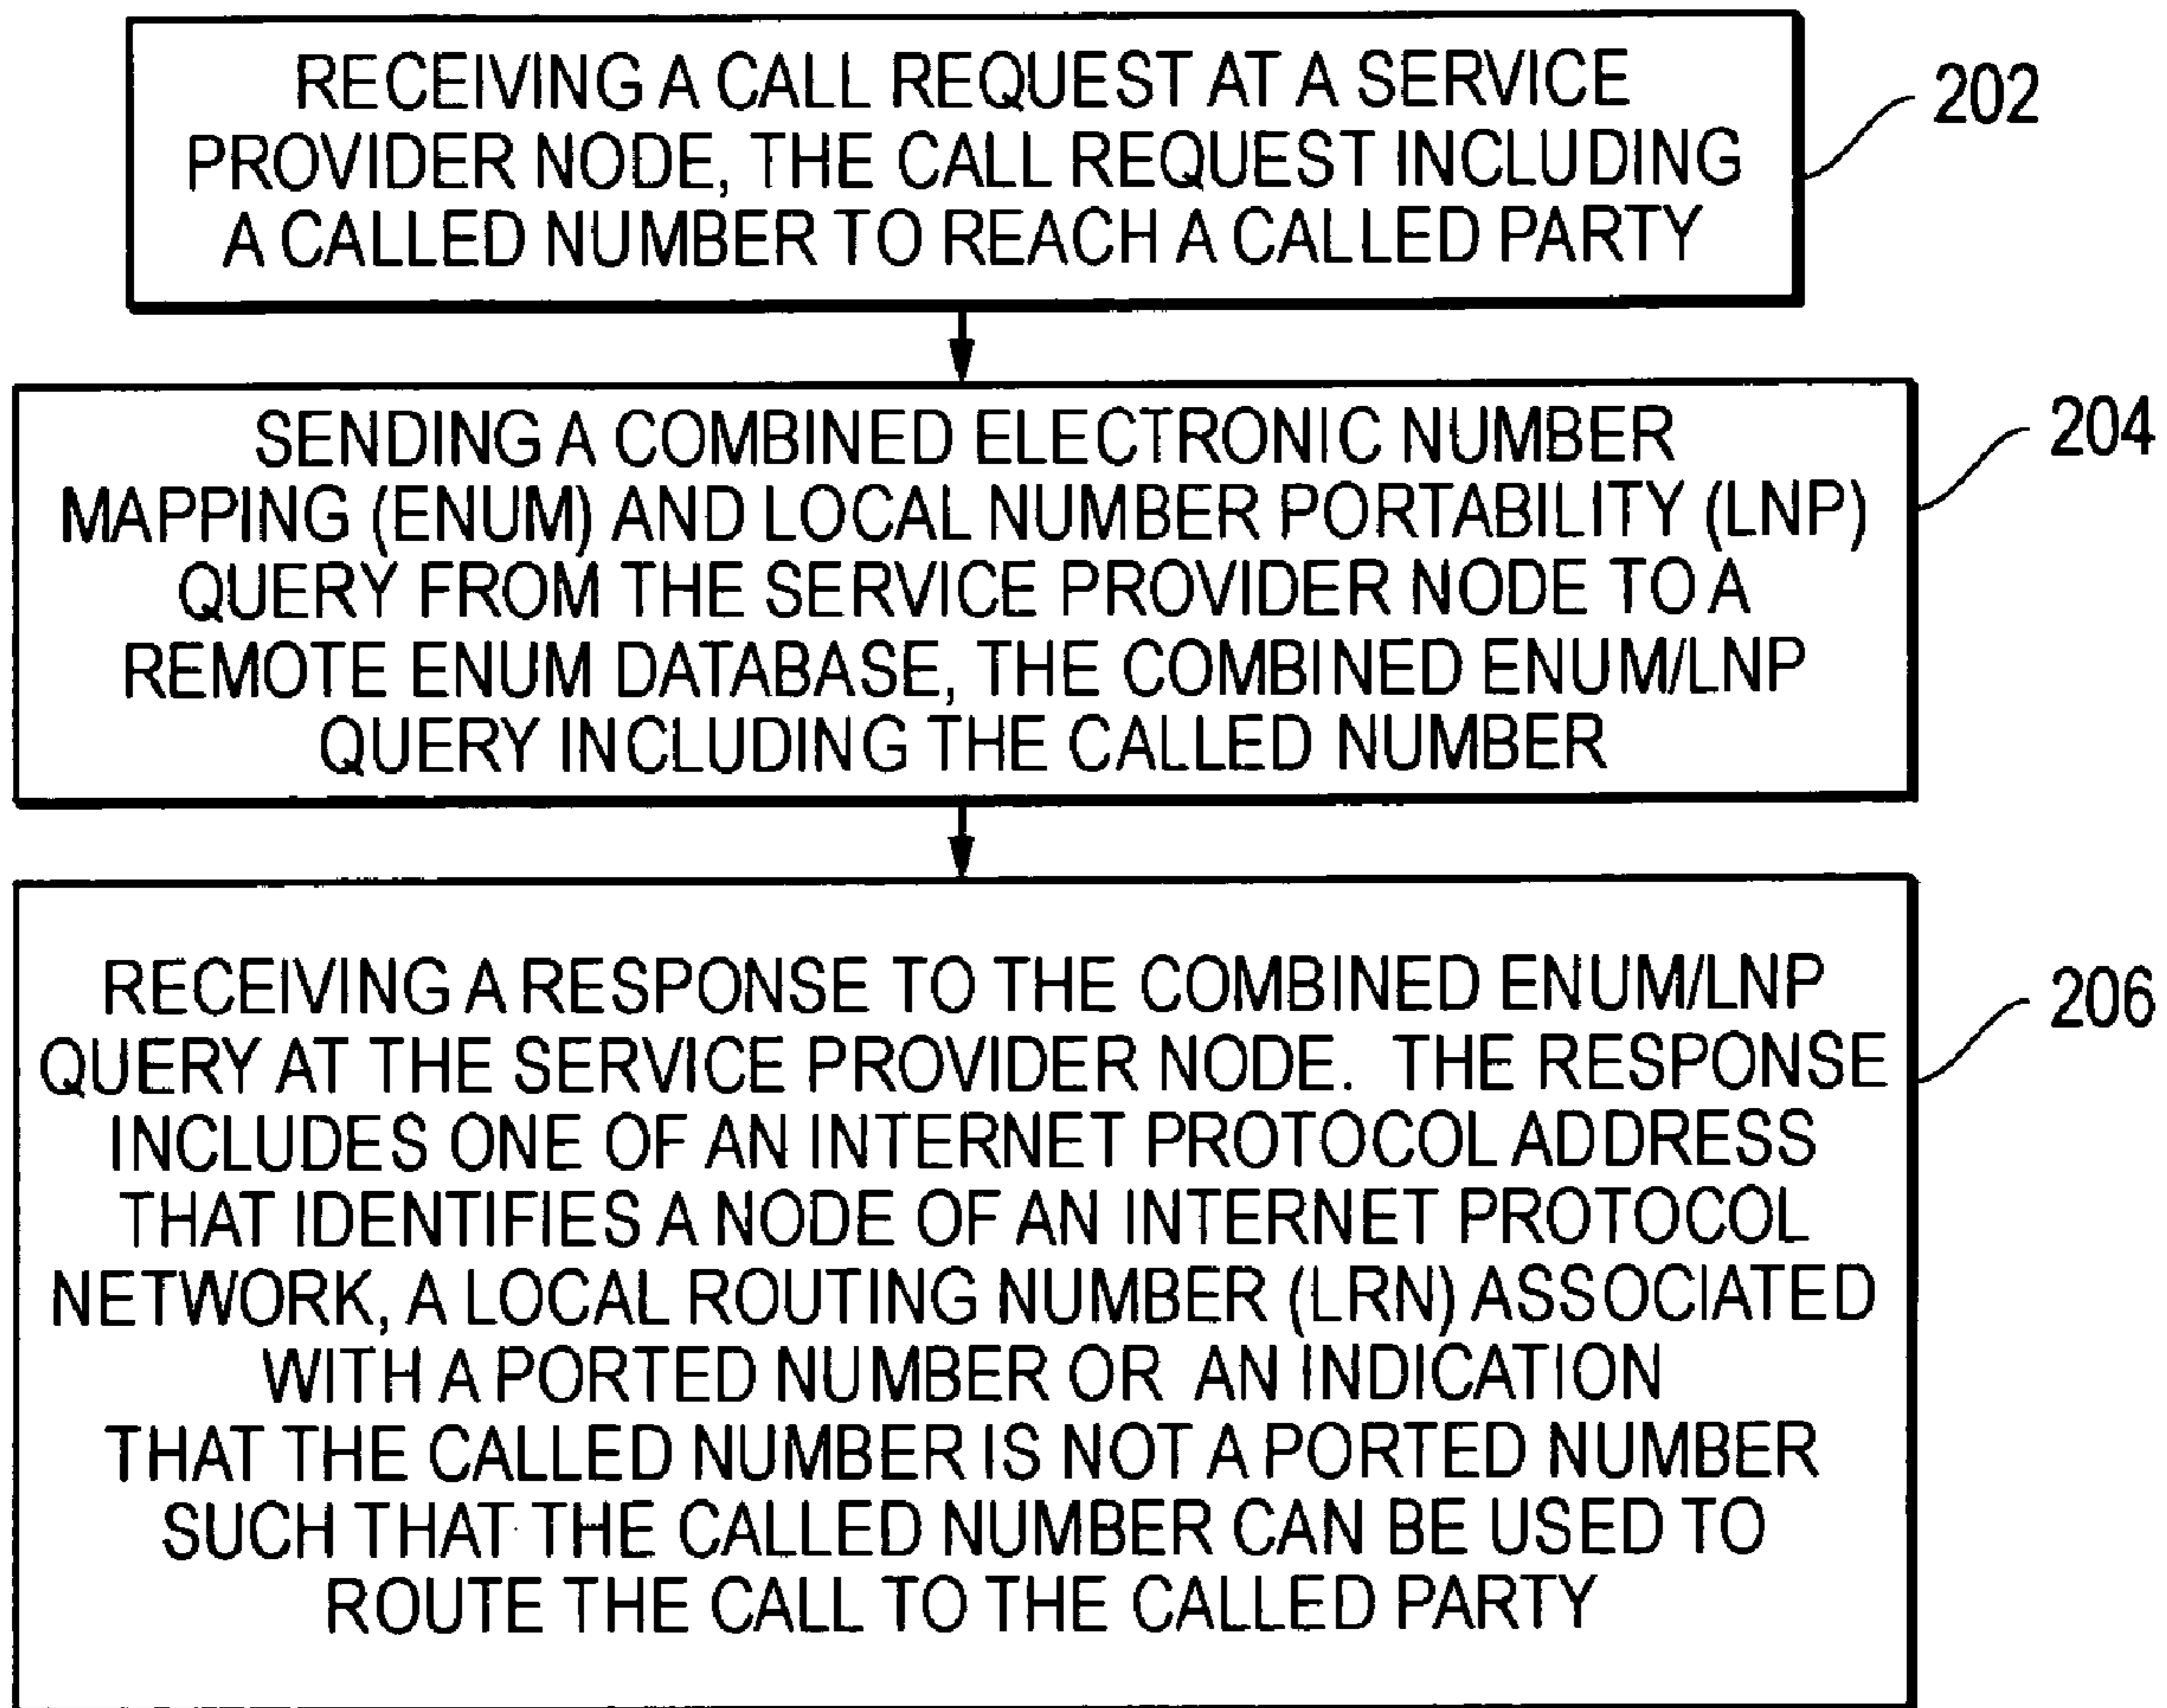 RECEIVING A CALL REQUEST AT A SERVICE
PROVIDER NODE, THE CALL REQUEST INCLUDING
A CALLED NUMBER TO REACH A CALLED PARTY
202
SENDING A COMBINED ELECTRONIC NUMBER
MAPPING (ENUM) AND LOCAL NUMBER PORTABILITY (LNP)
QUERY FROM THE SERVICE PROVIDER NODE TO A
REMOTE ENUM DATABASE, THE COMBINED ENUM/LNP
QUERY INCLUDING THE CALLED NUMBER
204
RECEIVING A RESPONSE TO THE COMBINED ENUM/LNP
QUERY AT THE SERVICE PROVIDER NODE. THE RESPONSE
INCLUDES ONE OF AN INTERNET PROTOCOL ADDRESS
THAT IDENTIFIES A NODE OF AN INTERNET PROTOCOL
NETWORK, A LOCAL ROUTING NUMBER (LRN) ASSOCIATED
WITH A PORTED NUMBER OR AN INDICATION
THAT THE CALLED NUMBER IS NOT A PORTED NUMBER
SUCH THAT THE CALLED NUMBER CAN BE USED TO
ROUTE THE CALL TO THE CALLED PARTY
206